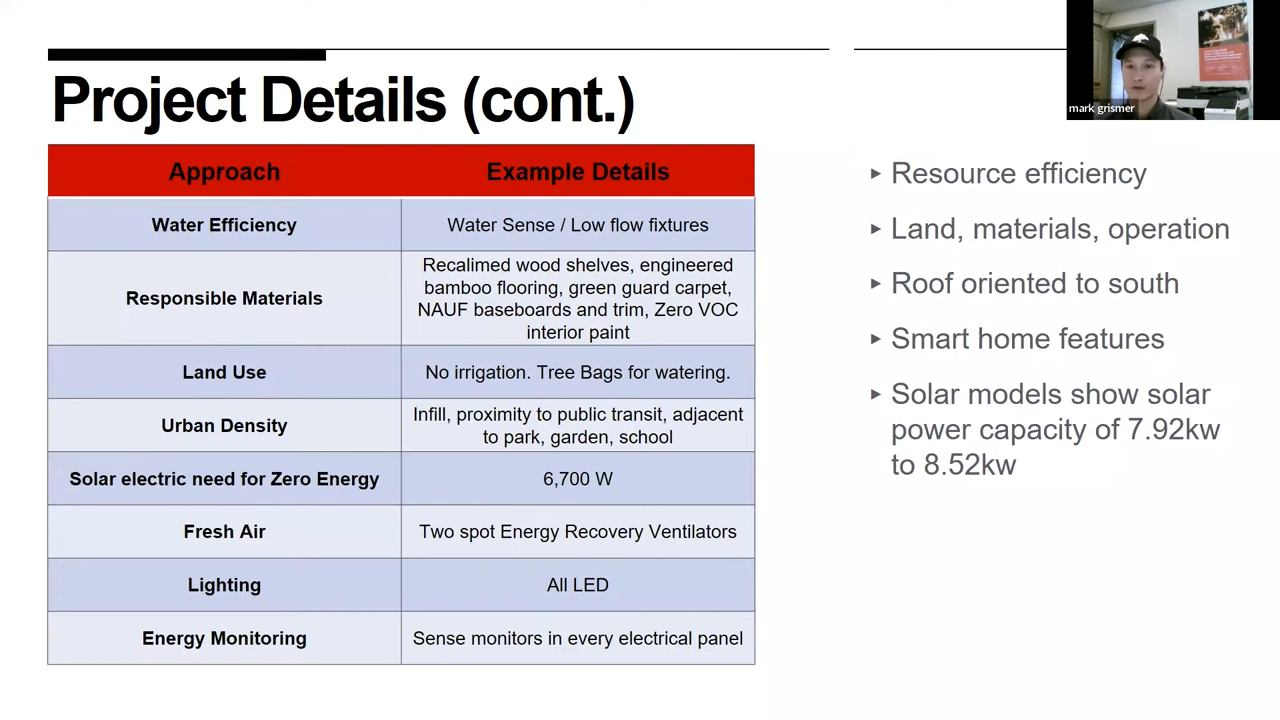 Project Details (cont.)
mark grismer
Approach
Example Details
Water Efficiency
Water Sense / Low flow fixtures
Responsible Materials
Recalimed wood shelves, engineered
bamboo flooring, green guard carpet,
NAUF baseboards and trim, Zero VOC
interior paint
Land Use
No irrigation. Tree Bags for watering.
Urban Density
Infill, proximity to public transit, adjacent
to park, garden, school
Solar electric need for Zero Energy
6,700 W
Fresh Air
Two spot Energy Recovery Ventilators
Lighting
All LED
Energy Monitoring
Sense monitors in every electrical panel
▸ Resource efficiency
▸ Land, materials, operation
▸ Roof oriented to south
▸ Smart home features
▸ Solar models show solar
power capacity of 7.92kw
to 8.52kw